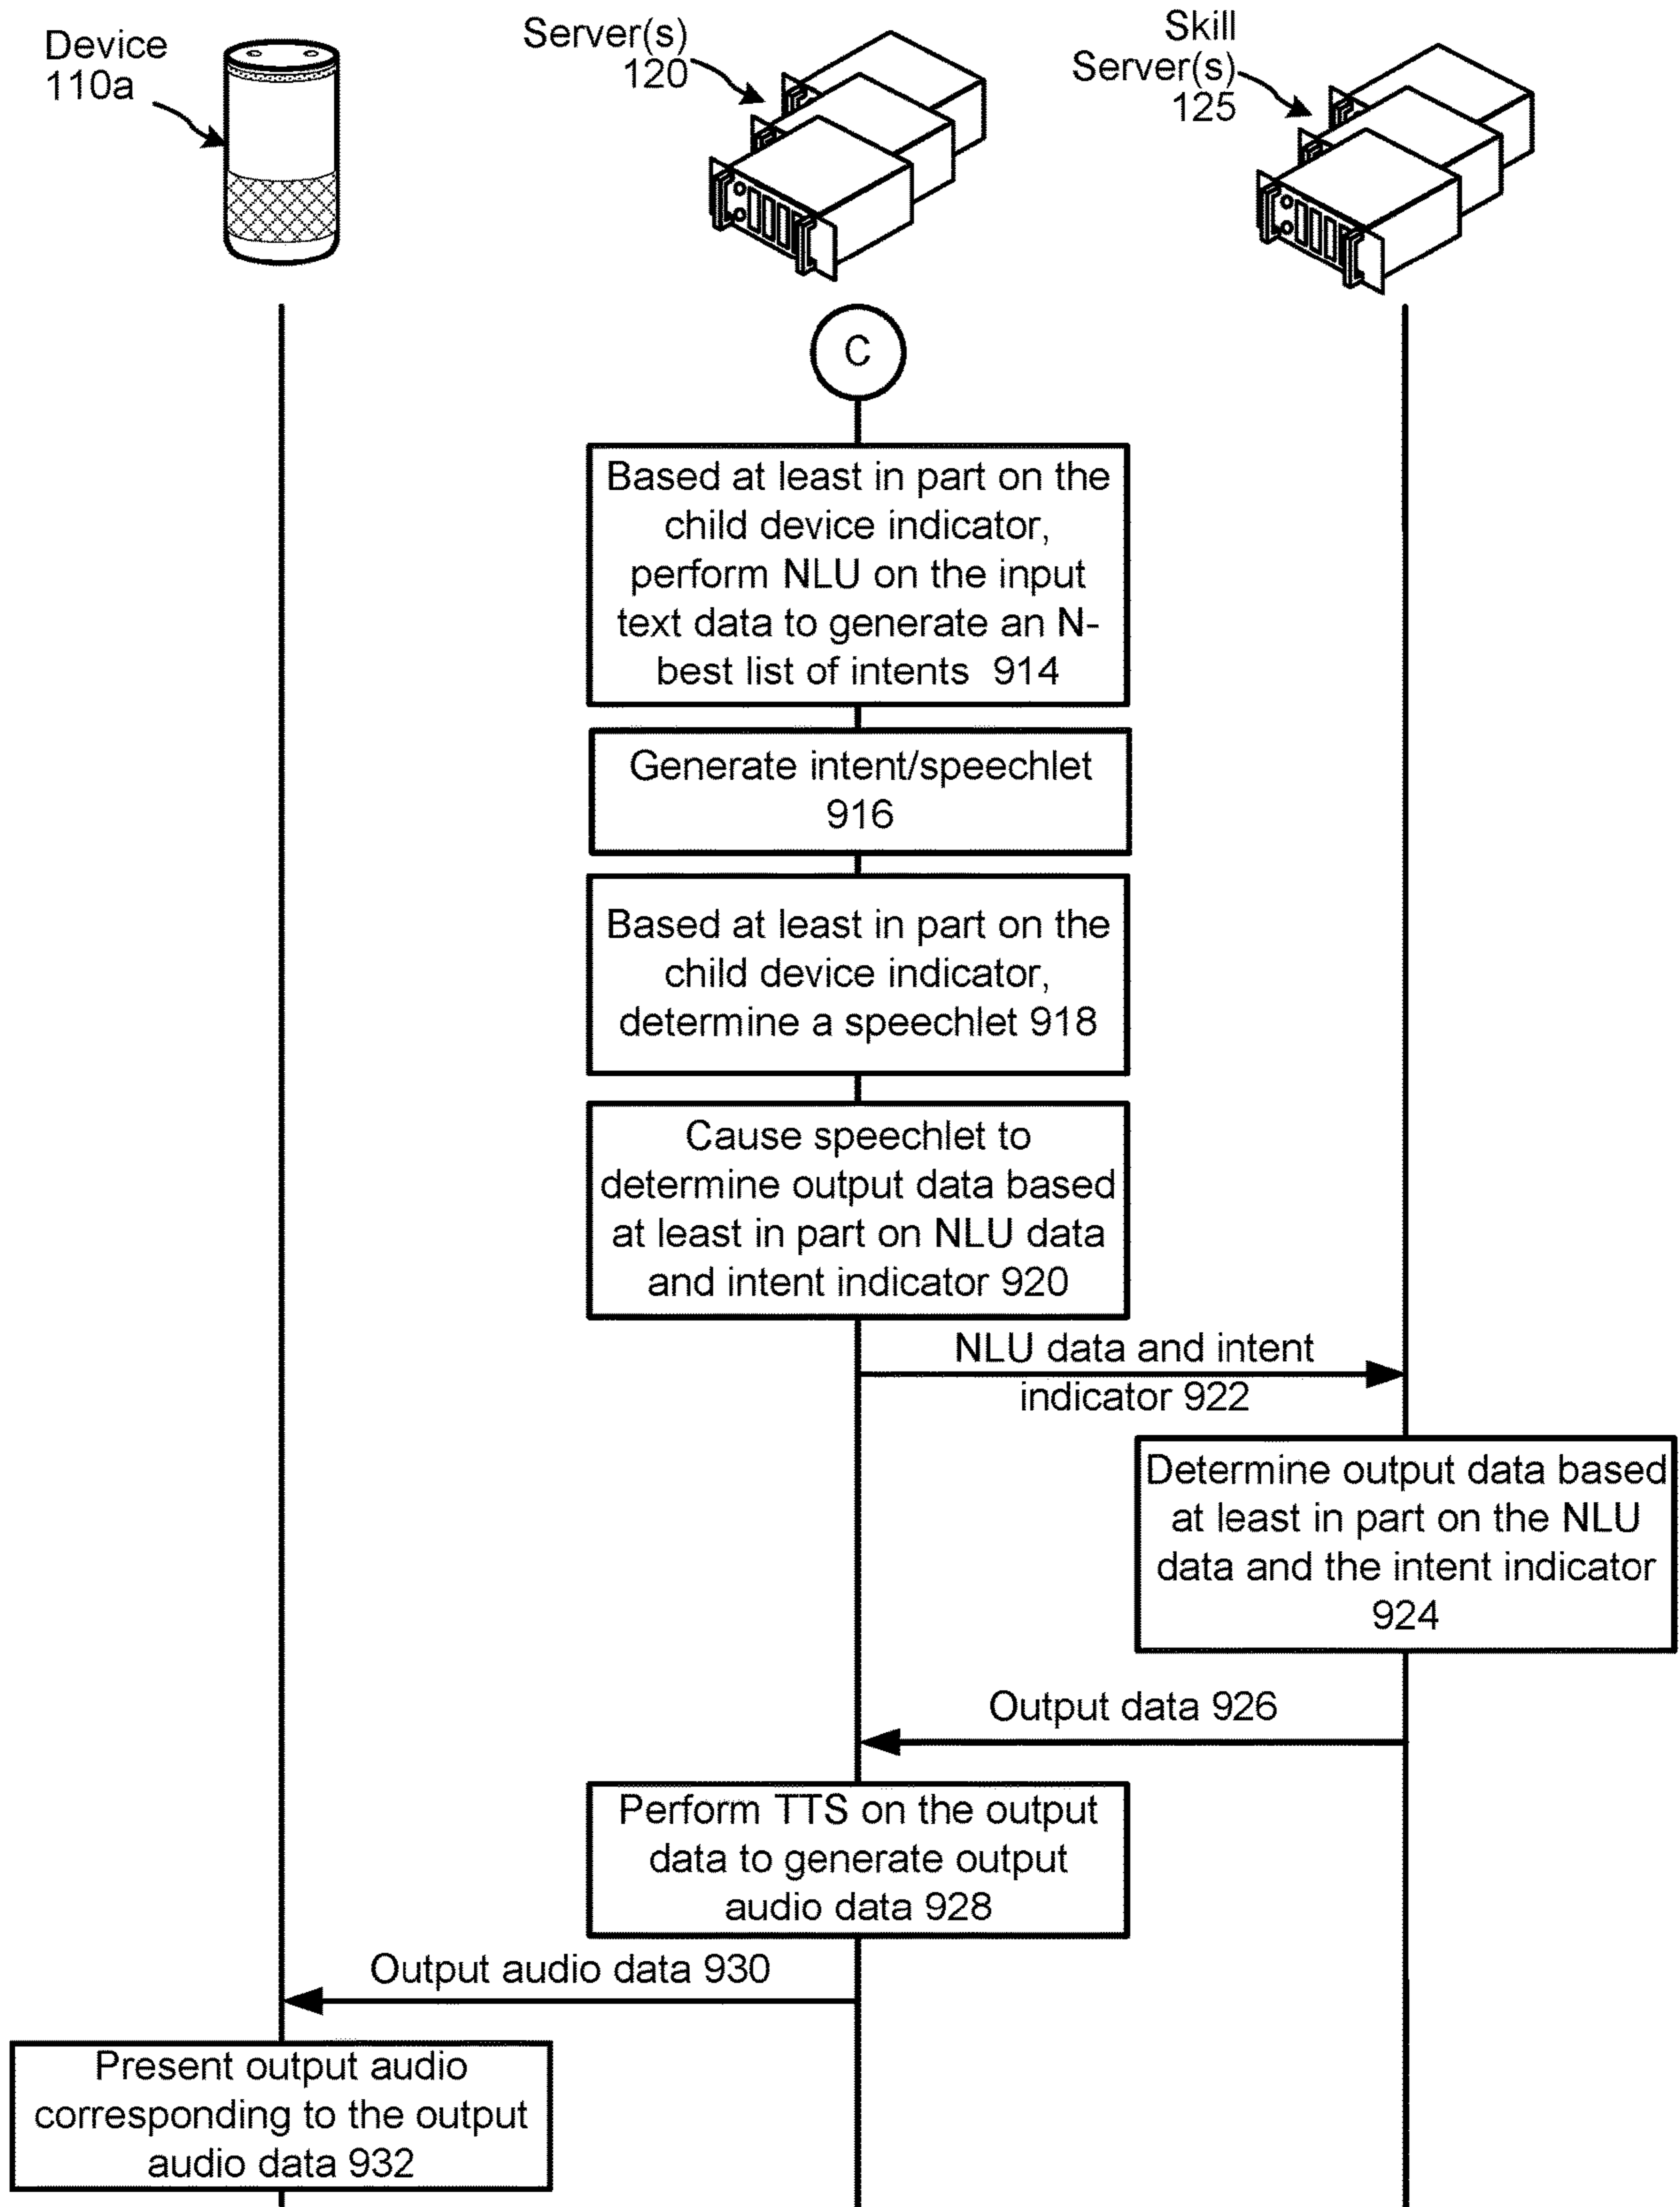 Device
110a
Server(s)
120
Skill
Server(s)
125
C
Based at least in part on the
child device indicator,
perform NLU on the input
text data to generate an N-
best list of intents 914
Generate intent/speechlet
916
Based at least in part on the
child device indicator,
determine a speechlet 918
Cause speechlet to
determine output data based
at least in part on NLU data
and intent indicator 920
NLU data and intent
indicator 922
Determine output data based
at least in part on the NLU
data and the intent indicator
924
Output data 926
Perform TTS on the output
data to generate output
audio data 928
Output audio data 930
Present output audio
corresponding to the output
audio data 932